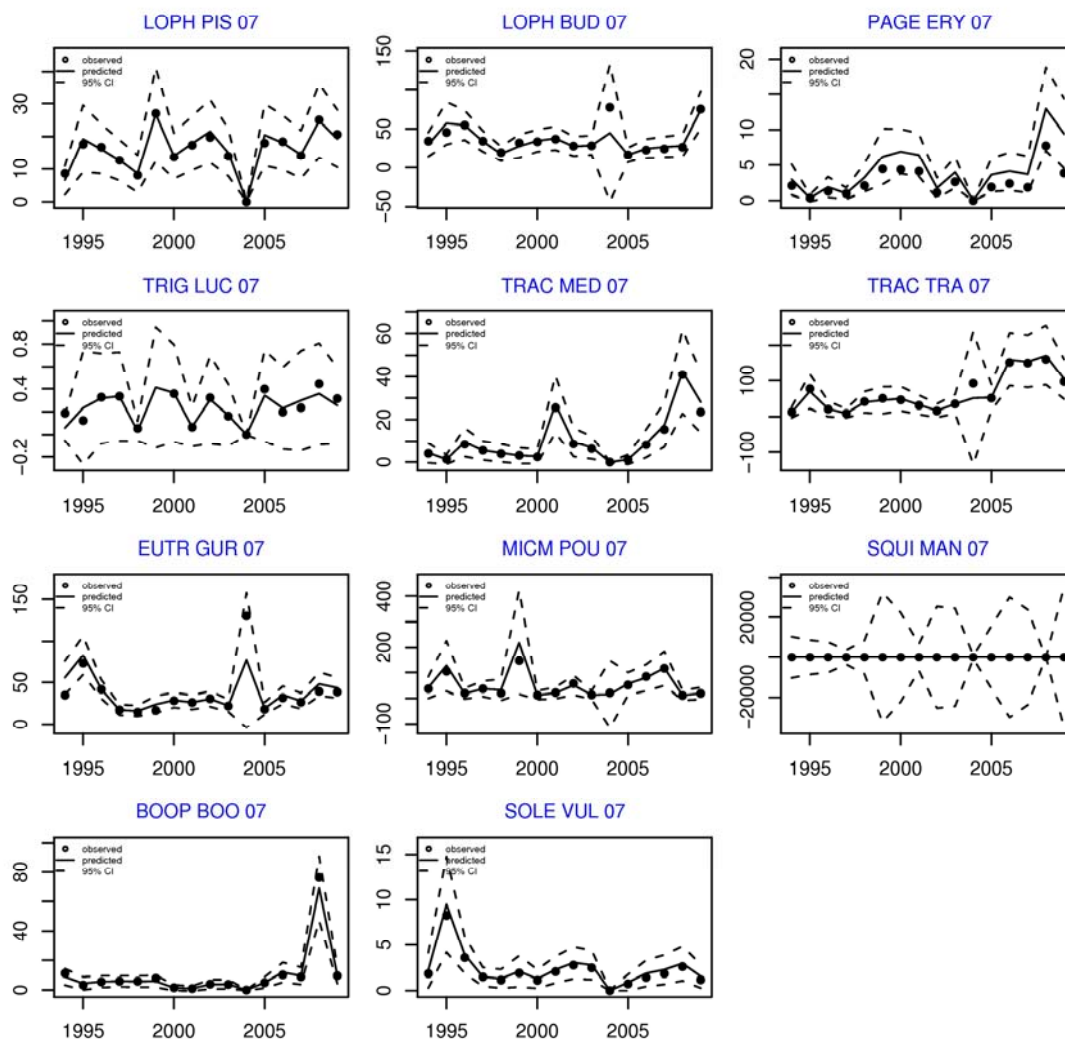 LOPH PIS 07
observed
predicted
95% CI
0 10 30
1995 2000 2005
LOPH BUD 07
observed
predicted
95% CI
-50 0 50 150
1995 2000 2005
PAGE ERY 07
observed
predicted
95% CI
0 5 10 20
1995 2000 2005
TRIG LUC 07
observed
predicted
95% CI
-0.2 0.4 0.8
1995 2000 2005
TRAC MED 07
observed
predicted
95% CI
0 20 40 60
1995 2000 2005
TRAC TRA 07
observed
predicted
95% CI
-100 100
1995 2000 2005
EUTR GUR 07
observed
predicted
95% CI
0 50 150
1995 2000 2005
MICM POU 07
observed
predicted
95% CI
-100 200 400
1995 2000 2005
SQUI MAN 07
observed
predicted
95% CI
-20000 20000
1995 2000 2005
BOOP BOO 07
observed
predicted
95% CI
0 40 80
1995 2000 2005
SOLE VUL 07
observed
predicted
95% CI
0 5 10 15
1995 2000 2005